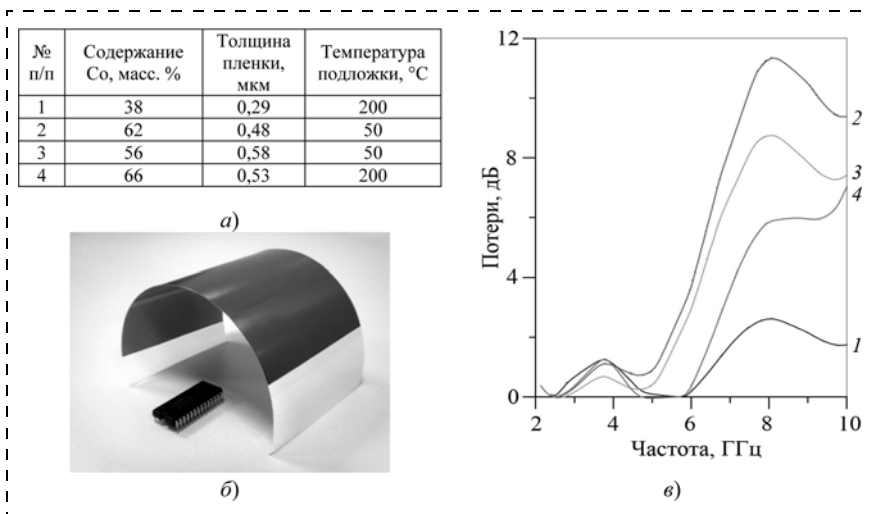 № п/п
Содержание Co, масс. %
Толщина пленки, мкм
Температура подложки, °C
1 38 0,29 200
2 62 0,48 50
3 56 0,58 50
4 66 0,53 200
а)
б)
12
8
4
0
2 4 6 8 10
Потери, дБ
Частота, ГГц
2
3
4
1
в)